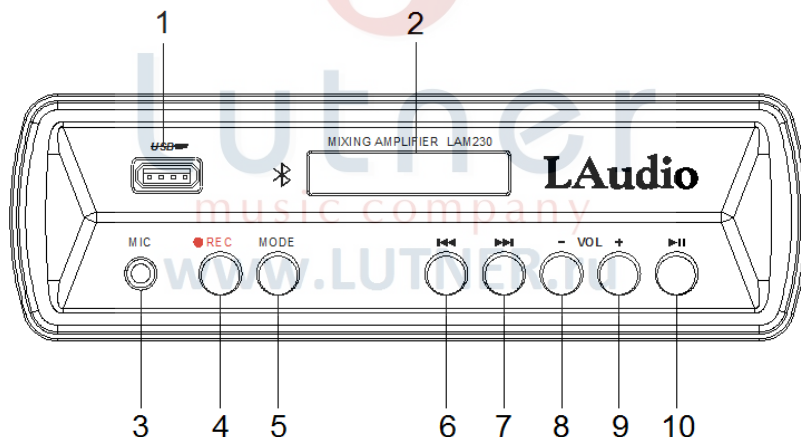 1 2
Lutner
USB
MIXING AMPLIFIER LAM230
LAudio
music company
MIC REC MODE - VOL +
www.LUTNER.ru
3 4 5 6 7 8 9 10